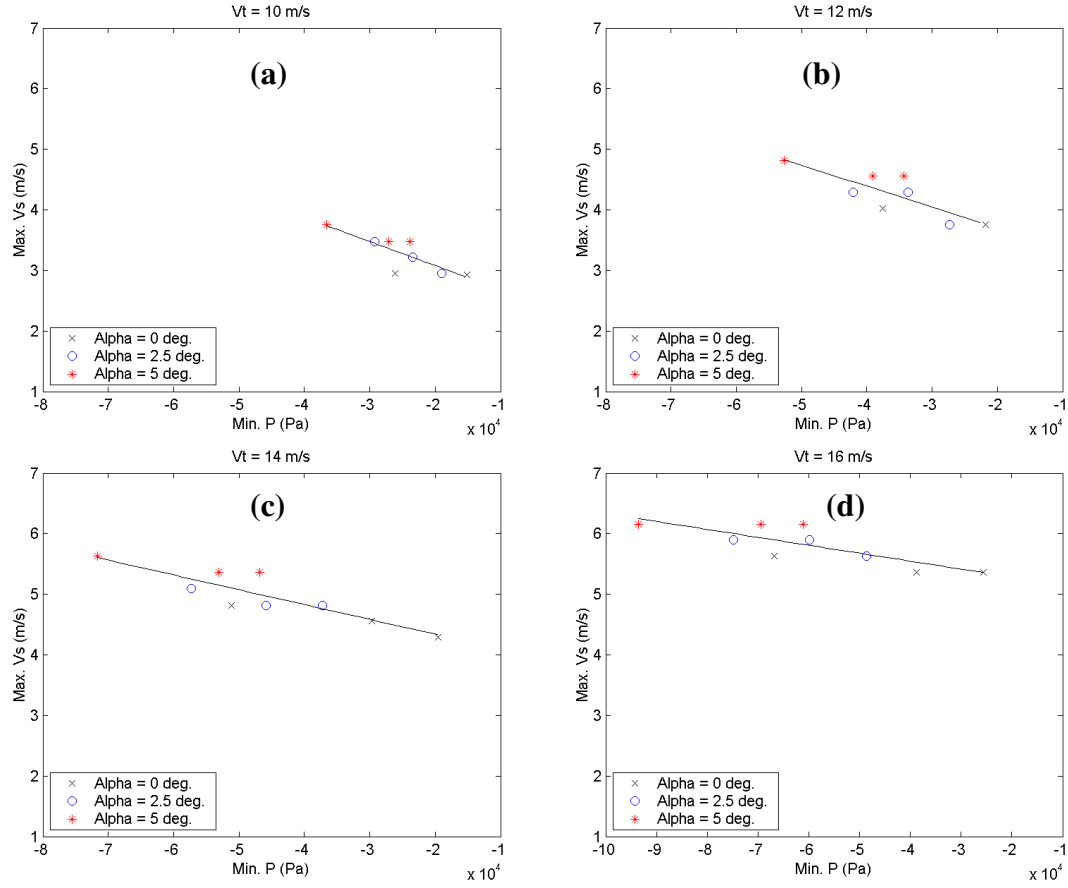 Vt = 10 m/s
(a)
7
6
5
4
3
2
1
Max. Vs (m/s)
Alpha = 0 deg.
Alpha = 2.5 deg.
Alpha = 5 deg.
-8 -7 -6 -5 -4 -3 -2 -1
Min. P (Pa)
x 10^4
Vt = 12 m/s
(b)
7
6
5
4
3
2
1
Max. Vs (m/s)
Alpha = 0 deg.
Alpha = 2.5 deg.
Alpha = 5 deg.
-8 -7 -6 -5 -4 -3 -2 -1
Min. P (Pa)
x 10^4
Vt = 14 m/s
(c)
7
6
5
4
3
2
1
Max. Vs (m/s)
Alpha = 0 deg.
Alpha = 2.5 deg.
Alpha = 5 deg.
-8 -7 -6 -5 -4 -3 -2 -1
Min. P (Pa)
x 10^4
Vt = 16 m/s
(d)
7
6
5
4
3
2
1
Max. Vs (m/s)
Alpha = 0 deg.
Alpha = 2.5 deg.
Alpha = 5 deg.
-10 -9 -8 -7 -6 -5 -4 -3 -2 -1
Min. P (Pa)
x 10^4